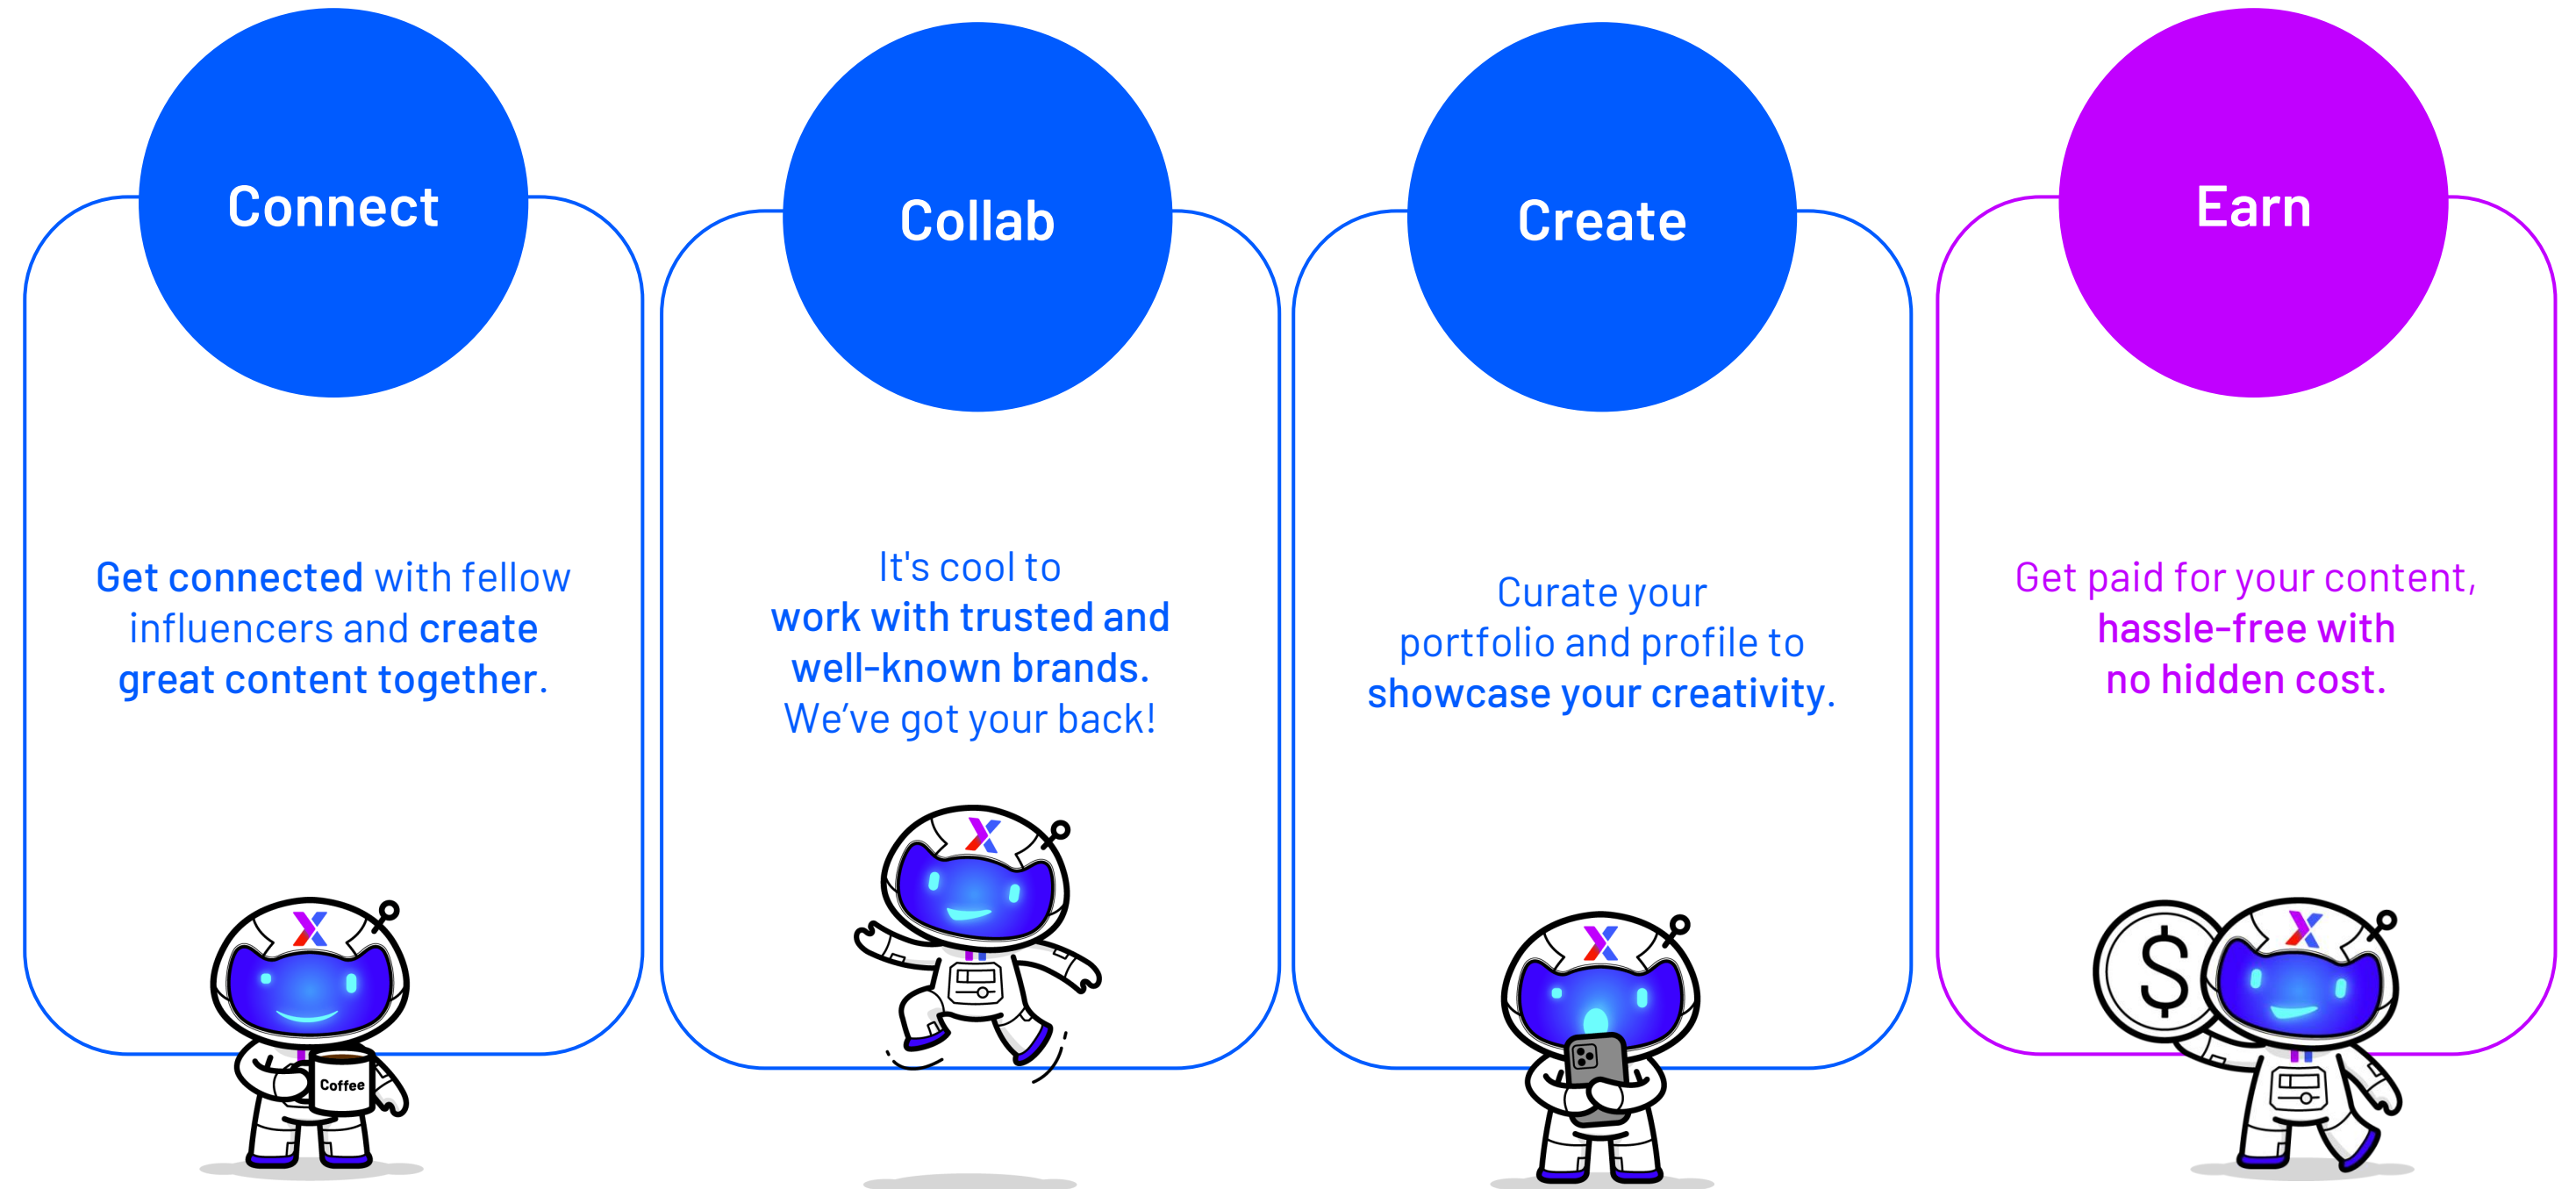 Connect
Get connected with fellow
influencers and create
great content together.
Coffee
Collab
It's cool to
work with trusted and
well-known brands.
We’ve got your back!
Create
Curate your
portfolio and profile to
showcase your creativity.
Earn
Get paid for your content,
hassle-free with
no hidden cost.
$